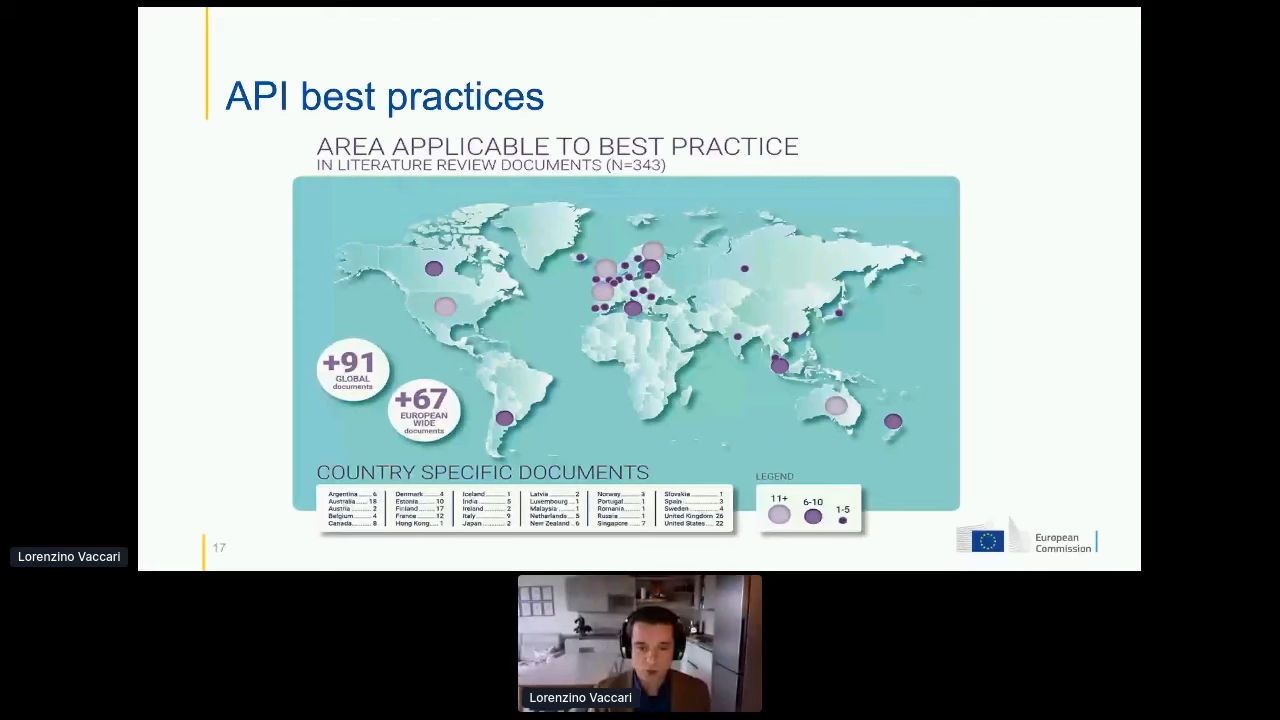 API best practices
AREA APPLICABLE TO BEST PRACTICE
IN LITERATURE REVIEW DOCUMENTS (N=343)
+91
GLOBAL
documents
+67
EUROPEAN
WIDE
documents
COUNTRY SPECIFIC DOCUMENTS
Argentina ..... 6
Australia ..... 18
Austria ..... 2
Belgium ..... 4
Canada ..... 8
Denmark ..... 4
Estonia ..... 10
Finland ..... 17
France ..... 12
Hong Kong ..... 1
Iceland ..... 1
India ..... 5
Ireland ..... 2
Italy ..... 9
Japan ..... 2
Latvia ..... 2
Luxembourg ..... 1
Malaysia ..... 1
Netherlands ..... 5
New Zealand .. 6
Norway ..... 3
Portugal ..... 1
Romania ..... 1
Russia ..... 1
Singapore ..... 7
Slovakia ..... 1
Spain ..... 3
Sweden ..... 4
United Kingdom 26
United States ... 22
LEGEND
11+
6-10
1-5
17
European
Commission
Lorenzino Vaccari
Lorenzino Vaccari